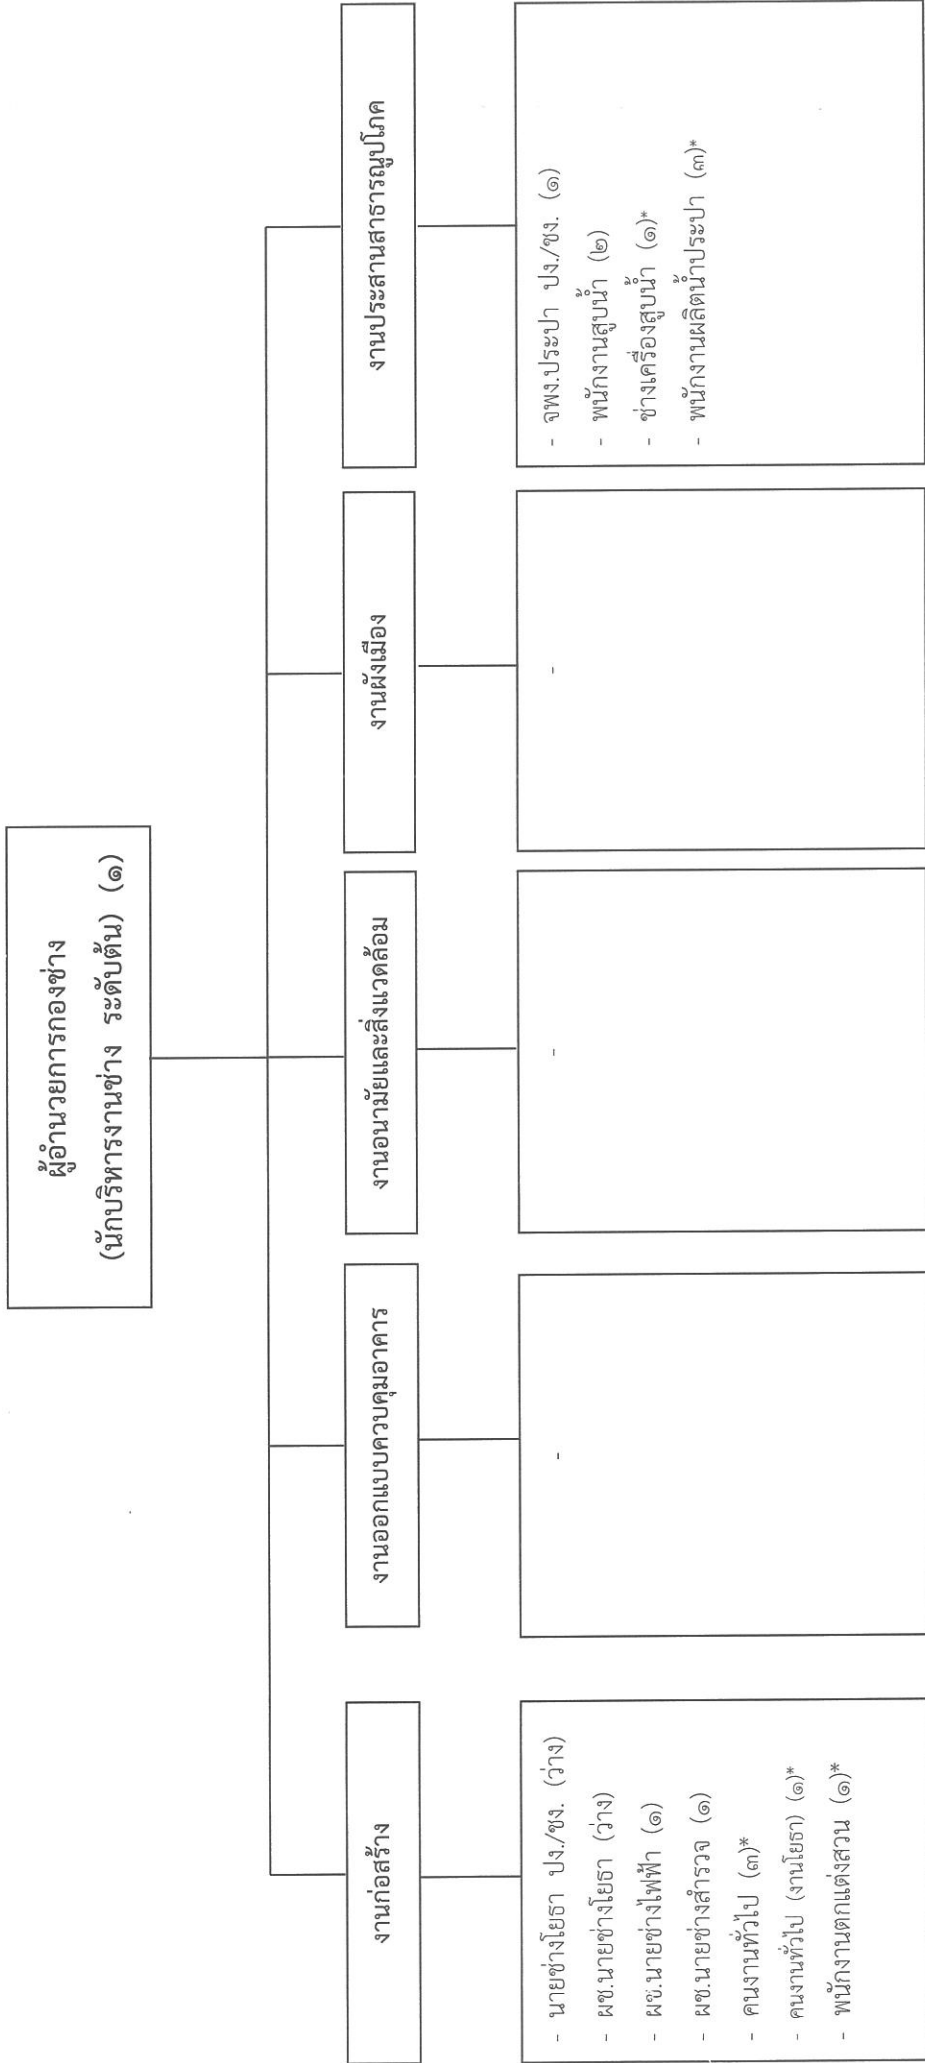 ผู้อำนวยการกองช่าง
(นักบริหารงานช่าง ระดับต้น) (๑)
งานก่อสร้าง
งานออกแบบควบคุมอาคาร
งานอนามัยและสิ่งแวดล้อม
งานผังเมือง
งานประสานสาธารณูปโภค
- นายช่างโยธา ปง./ชง. (ว่าง)
- ผช.นายช่างโยธา (ว่าง)
- ผช.นายช่างไฟฟ้า (๑)
- ผช.นายช่างสำรวจ (๑)
- คนงานทั่วไป (๓)*
- คนงานทั่วไป (งานโยธา) (๑)*
- พนักงานตกแต่งสวน (๑)*
-
-
-
- จพง.ประปา ปง./ชง. (๑)
- พนักงานสูบน้ำ (๒)
- ช่างเครื่องสูบน้ำ (๑)*
- พนักงานผลิตน้ำประปา (๓)*